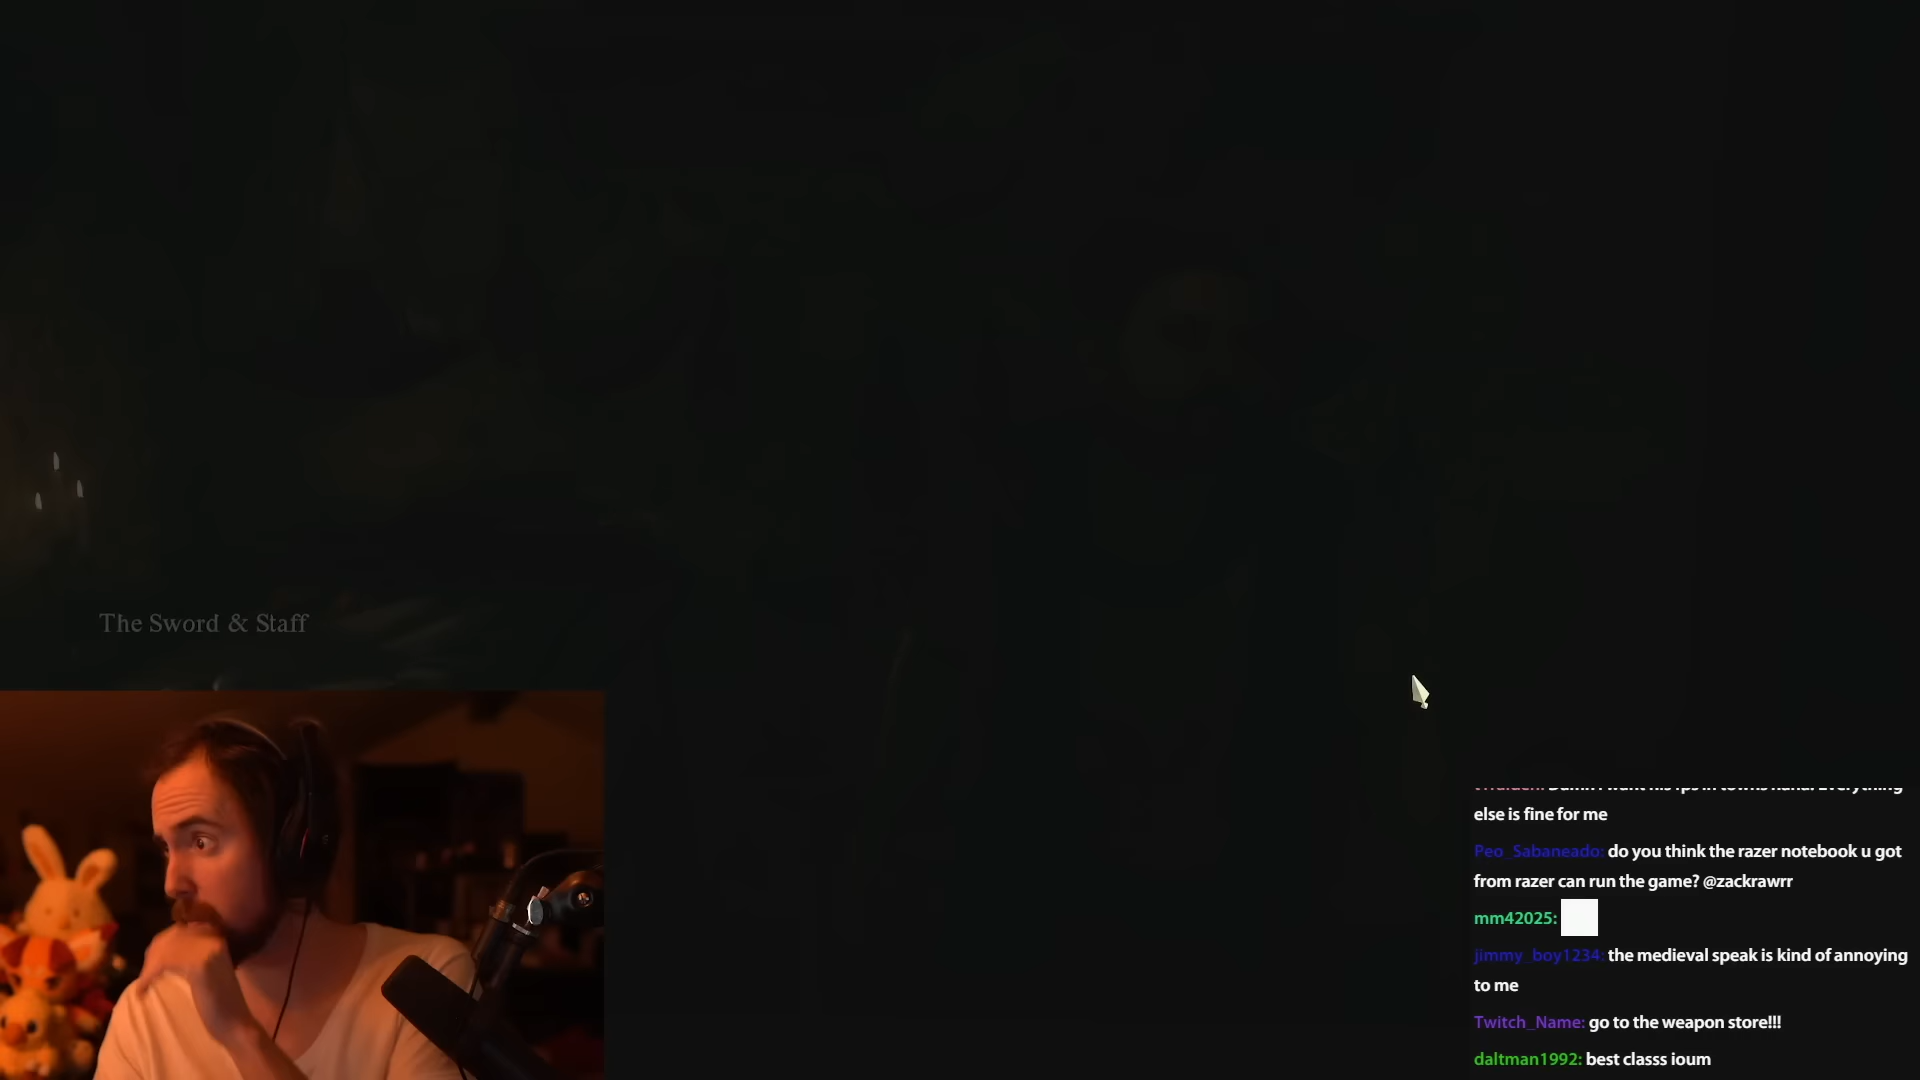 The Sword & Staff
else is fine for me
Peo_Sabaneado: do you think the razer notebook u got
from razer can run the game? @zackrawrr
mm42025:
jimmy_boy1234: the medieval speak is kind of annoying
to me
Twitch_Name: go to the weapon store!!!
daltman1992: best classs ioum